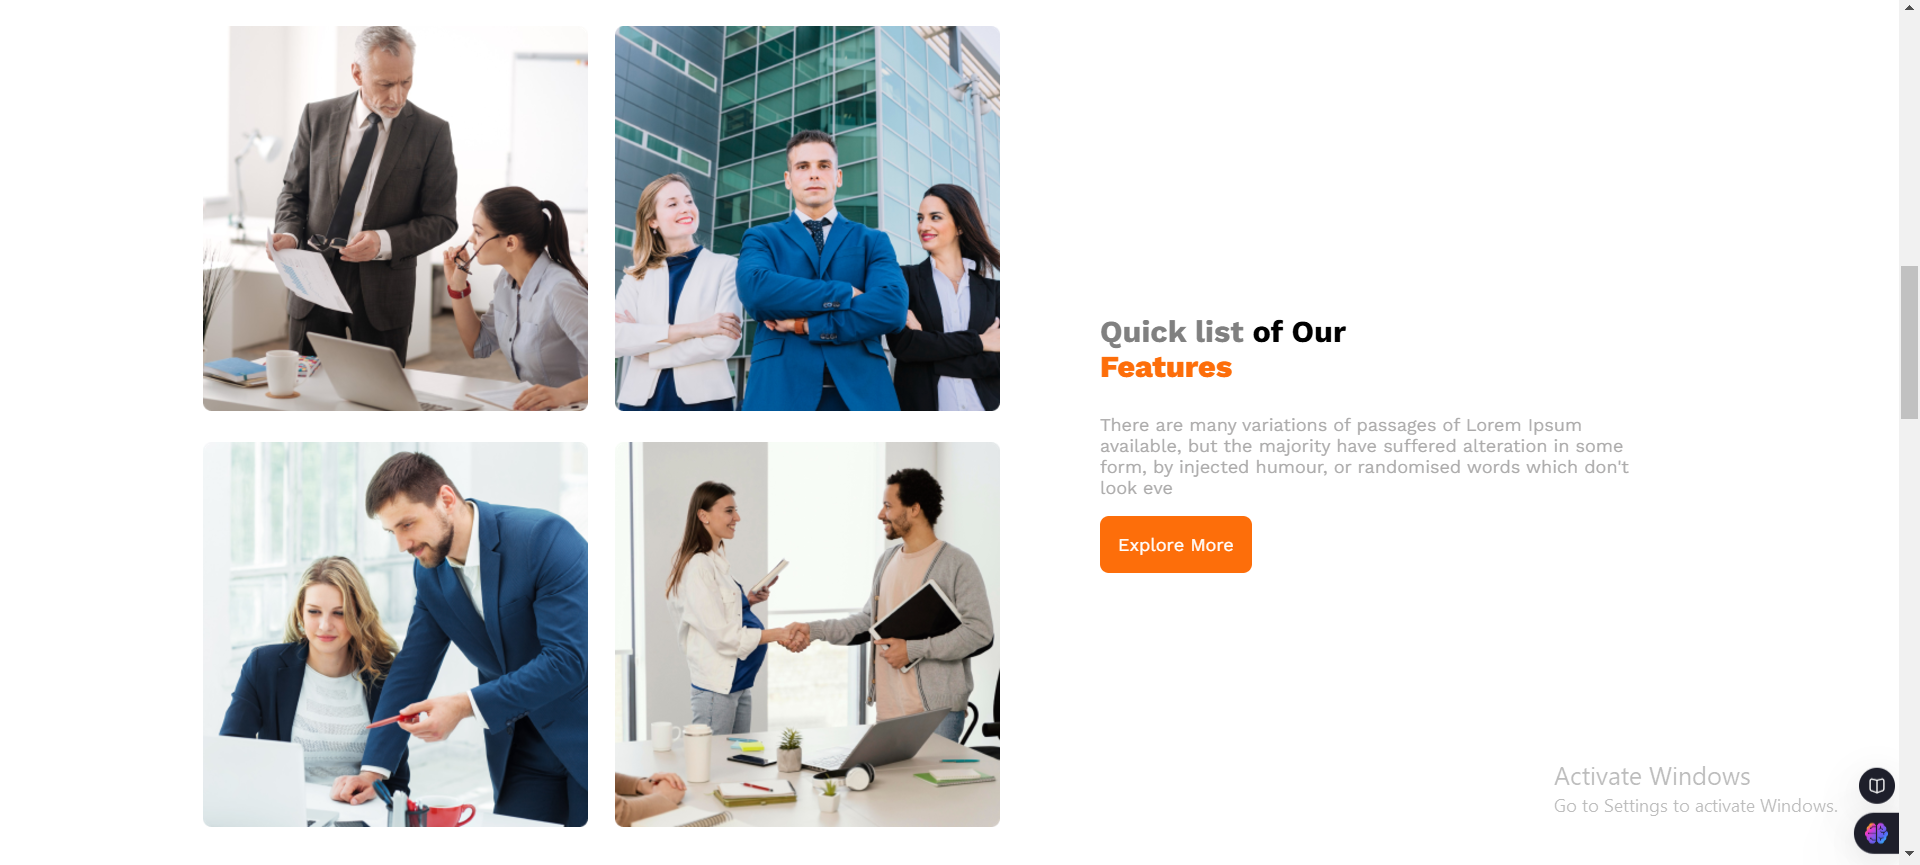 Quick list of Our
Features
There are many variations of passages of Lorem Ipsum
available, but the majority have suffered alteration in some
form, by injected humour, or randomised words which don't
look eve
Explore More
Activate Windows
Go to Settings to activate Windows.